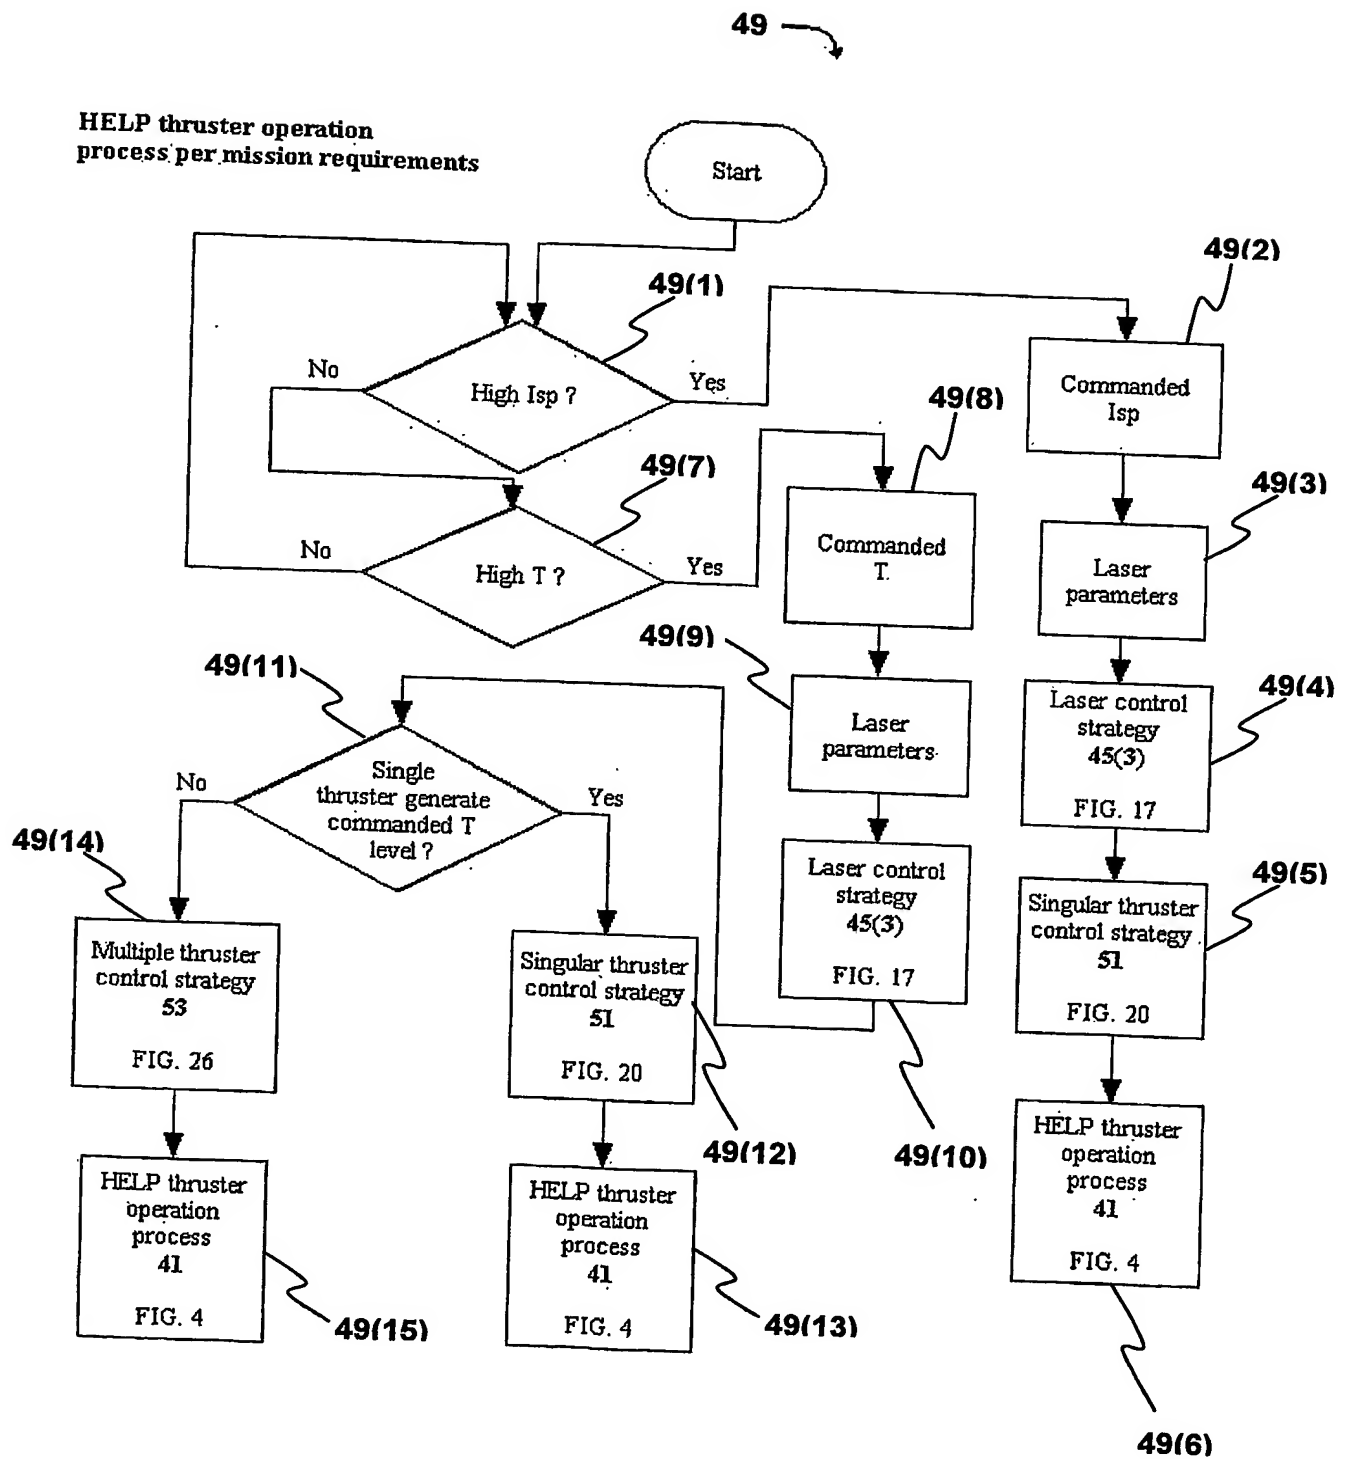 49
HELP thruster operation
process per mission requirements
Start
49(1)
49(2)
No
High Isp ?
Yes
Commanded
Isp
49(8)
49(7)
49(3)
No
High T ?
Yes
Commanded
T
Laser
parameters
49(9)
49(11)
49(4)
Laser
parameters
Laser control
strategy
45(3)
FIG. 17
No
Single
thruster generate
commanded T
level ?
Yes
49(14)
Laser control
strategy
45(3)
FIG. 17
49(5)
Singular thruster
control strategy
51
FIG. 20
Multiple thruster
control strategy
53
FIG. 26
Singular thruster
control strategy
51
FIG. 20
49(12)
49(10)
HELP thruster
operation
process
41
FIG. 4
HELP thruster
operation
process
41
FIG. 4
HELP thruster
operation
process
41
FIG. 4
49(15)
49(13)
49(6)